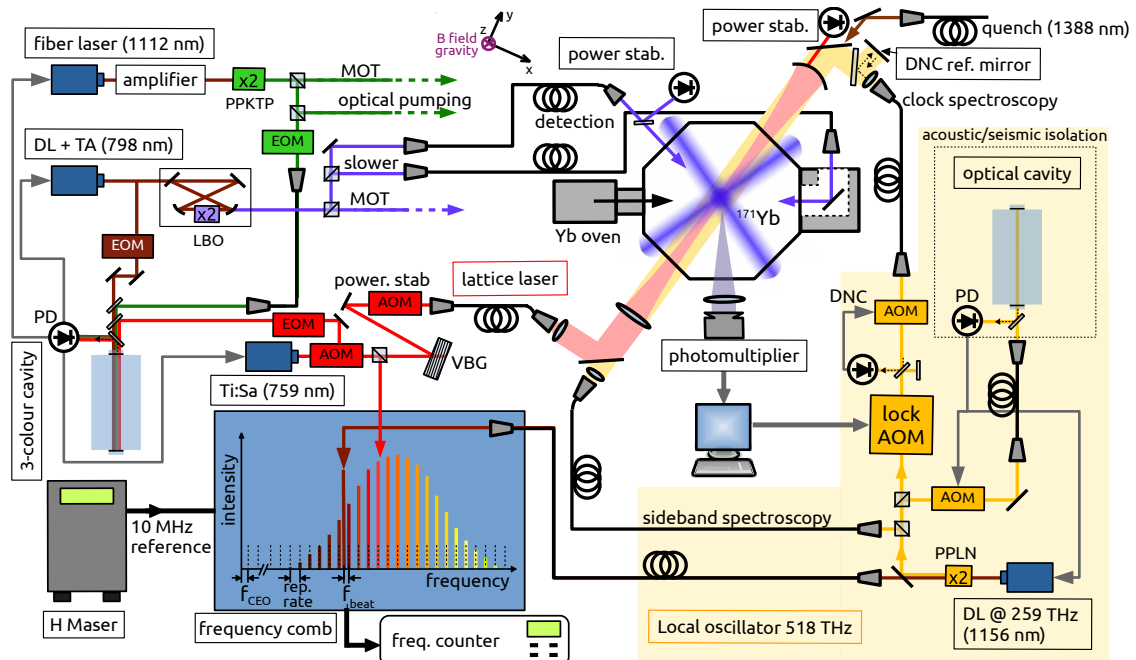 fiber laser (1112 nm)
amplifier
x2
PPKTP
MOT
optical pumping
EOM
B field
gravity
z
y
x
power stab.
detection
power stab.
quench (1388 nm)
DNC ref. mirror
clock spectroscopy
acoustic/seismic isolation
optical cavity
DL + TA (798 nm)
x2
LBO
slower
MOT
EOM
Yb oven
171Yb
PD
3-colour cavity
power. stab
AOM
lattice laser
EOM
AOM
VBG
Ti:Sa (759 nm)
photomultiplier
DNC
AOM
PD
lock
AOM
AOM
intensity
frequency
fCEO
rep.
rate
fbeat
10 MHz
reference
H Maser
frequency comb
freq. counter
sideband spectroscopy
PPLN
x2
Local oscillator 518 THz
DL @ 259 THz
(1156 nm)